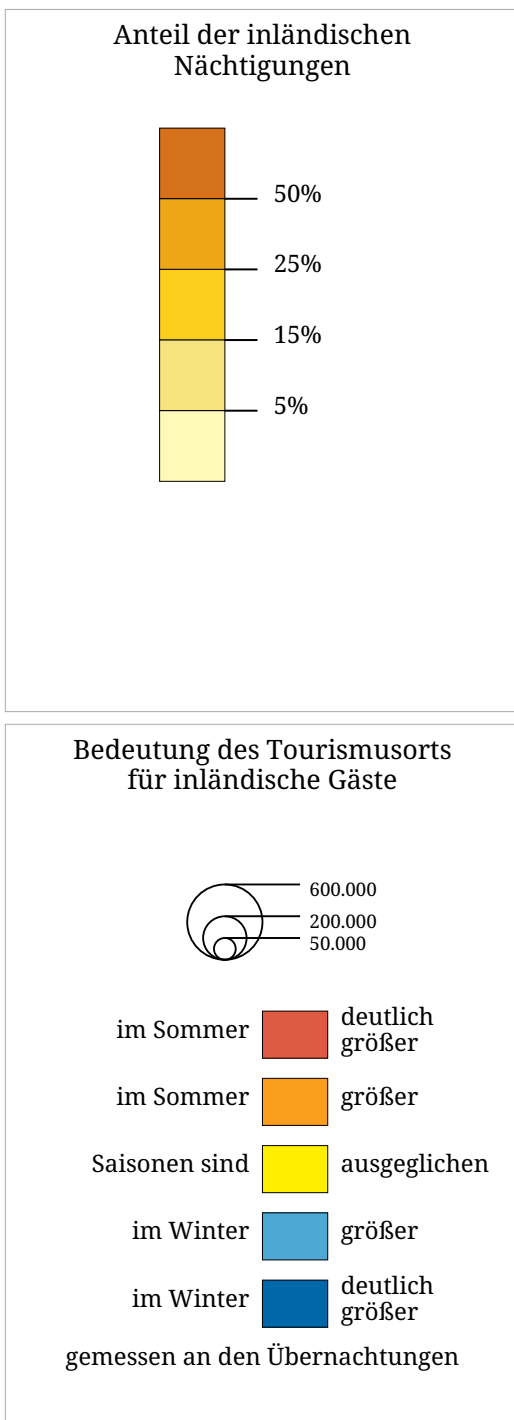 Anteil der inländischen
Nächtigungen
50%
25%
15%
5%
Bedeutung des Tourismusorts
für inländische Gäste
600.000
200.000
50.000
im Sommer deutlich
größer
im Sommer größer
Saisonen sind ausgeglichen
im Winter größer
im Winter deutlich
größer
gemessen an den Übernachtungen